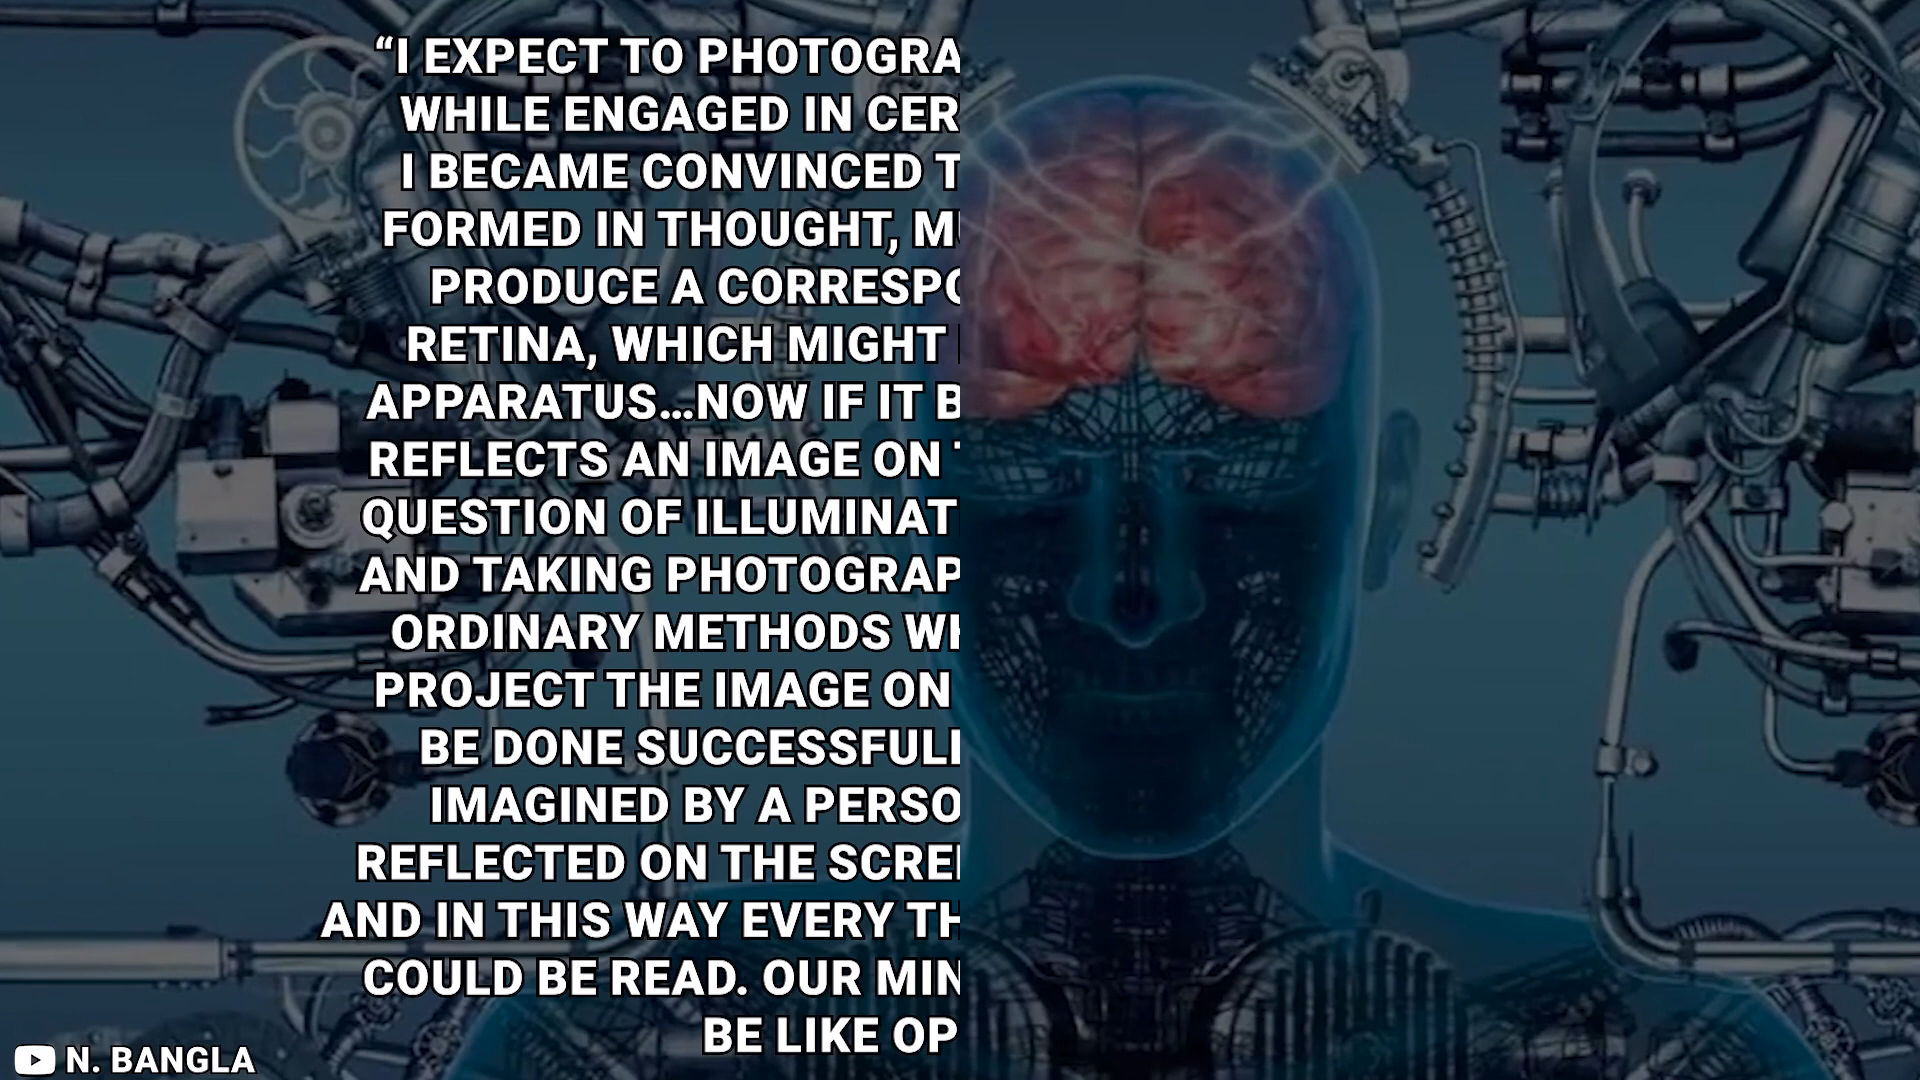 “I EXPECT TO PHOTOGRA
WHILE ENGAGED IN CER
I BECAME CONVINCED T
FORMED IN THOUGHT, M
PRODUCE A CORRESPO
RETINA, WHICH MIGHT
APPARATUS...NOW IF IT B
REFLECTS AN IMAGE ON
QUESTION OF ILLUMINAT
AND TAKING PHOTOGRAP
ORDINARY METHODS WH
PROJECT THE IMAGE ON
BE DONE SUCCESSFULL
IMAGINED BY A PERSO
REFLECTED ON THE SCRE
AND IN THIS WAY EVERY TH
COULD BE READ. OUR MIN
BE LIKE OP
N. BANGLA